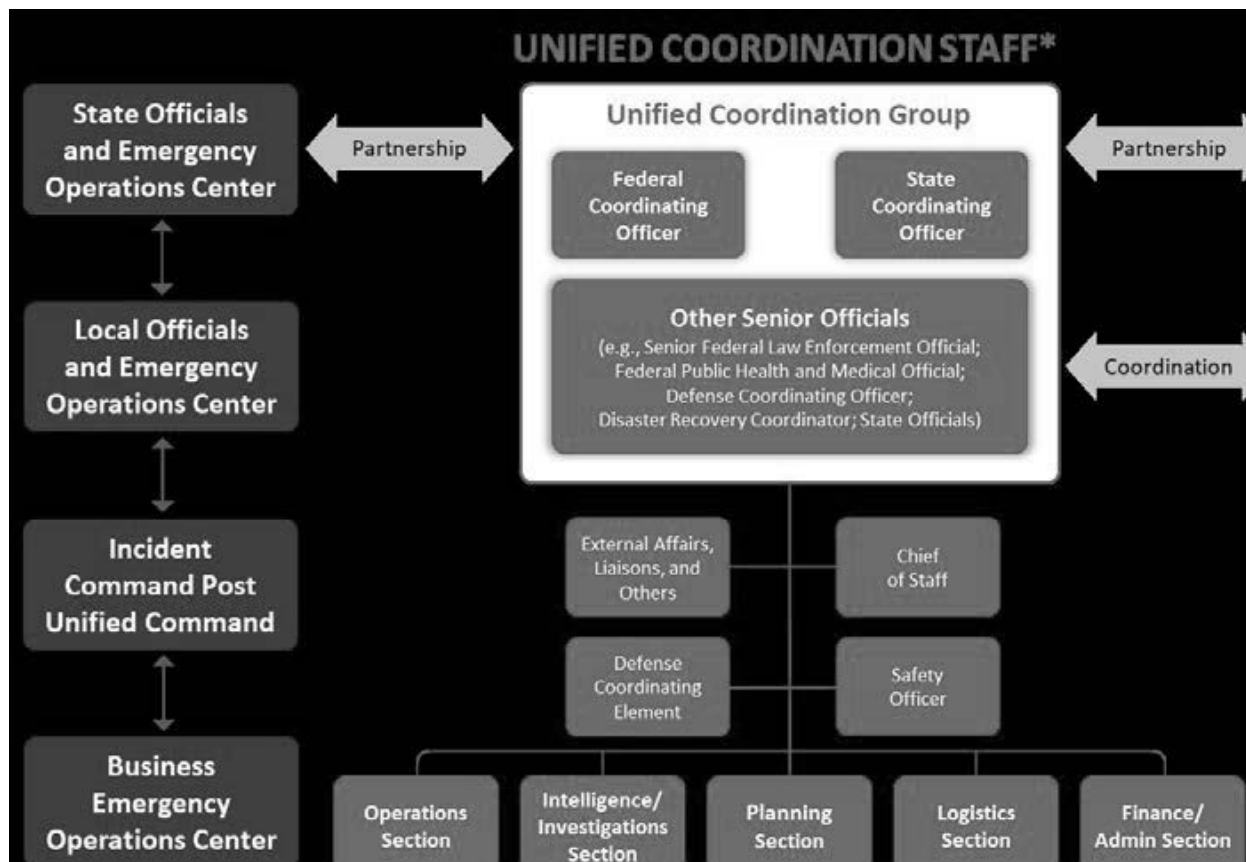 UNIFIED COORDINATION STAFF*
State Officials
and Emergency
Operations Center
Partnership
Unified Coordination Group
Federal
Coordinating
Officer
State
Coordinating
Officer
Partnership
Local Officials
and Emergency
Operations Center
Other Senior Officials
(e.g., Senior Federal Law Enforcement Official;
Federal Public Health and Medical Official;
Defense Coordinating Officer;
Disaster Recovery Coordinator; State Officials)
Coordination
Incident
Command Post
Unified Command
External Affairs,
Liaisons, and
Others
Chief
of Staff
Defense
Coordinating
Element
Safety
Officer
Business
Emergency
Operations Center
Operations
Section
Intelligence/
Investigations
Section
Planning
Section
Logistics
Section
Finance/
Admin Section